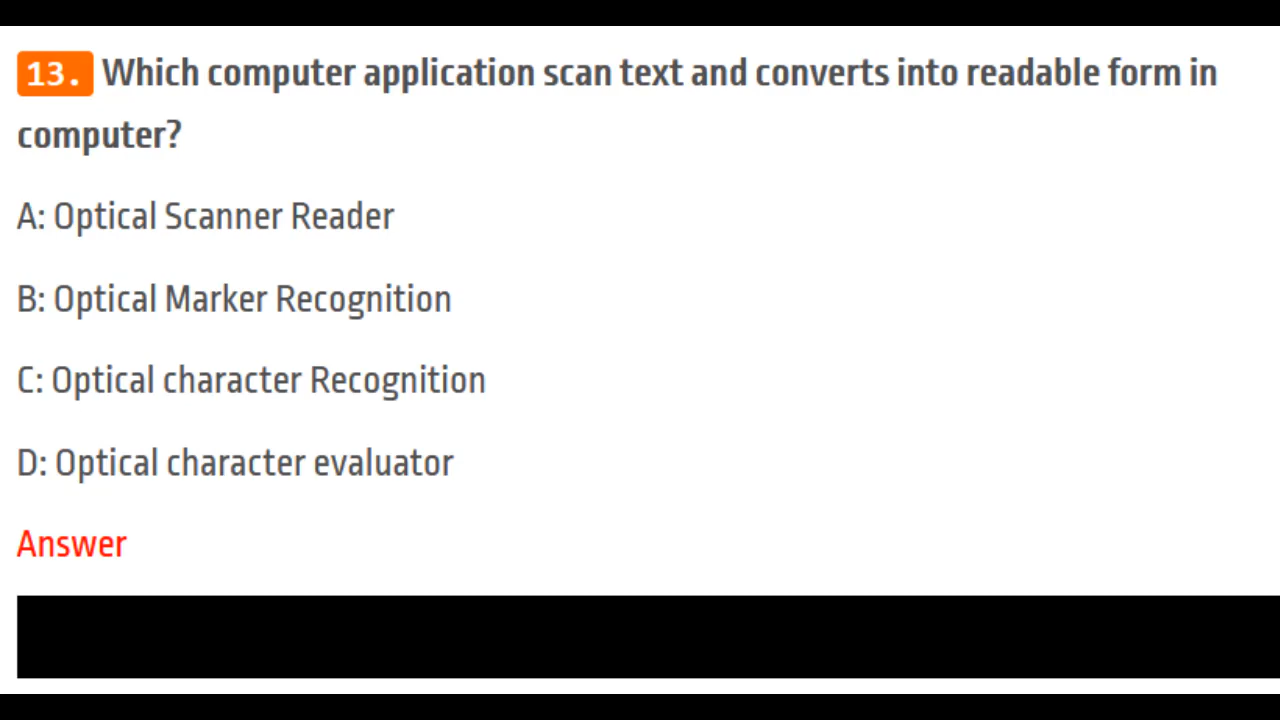 13. Which computer application scan text and converts into readable form in
computer?
A: Optical Scanner Reader
B: Optical Marker Recognition
C: Optical character Recognition
D: Optical character evaluator
Answer